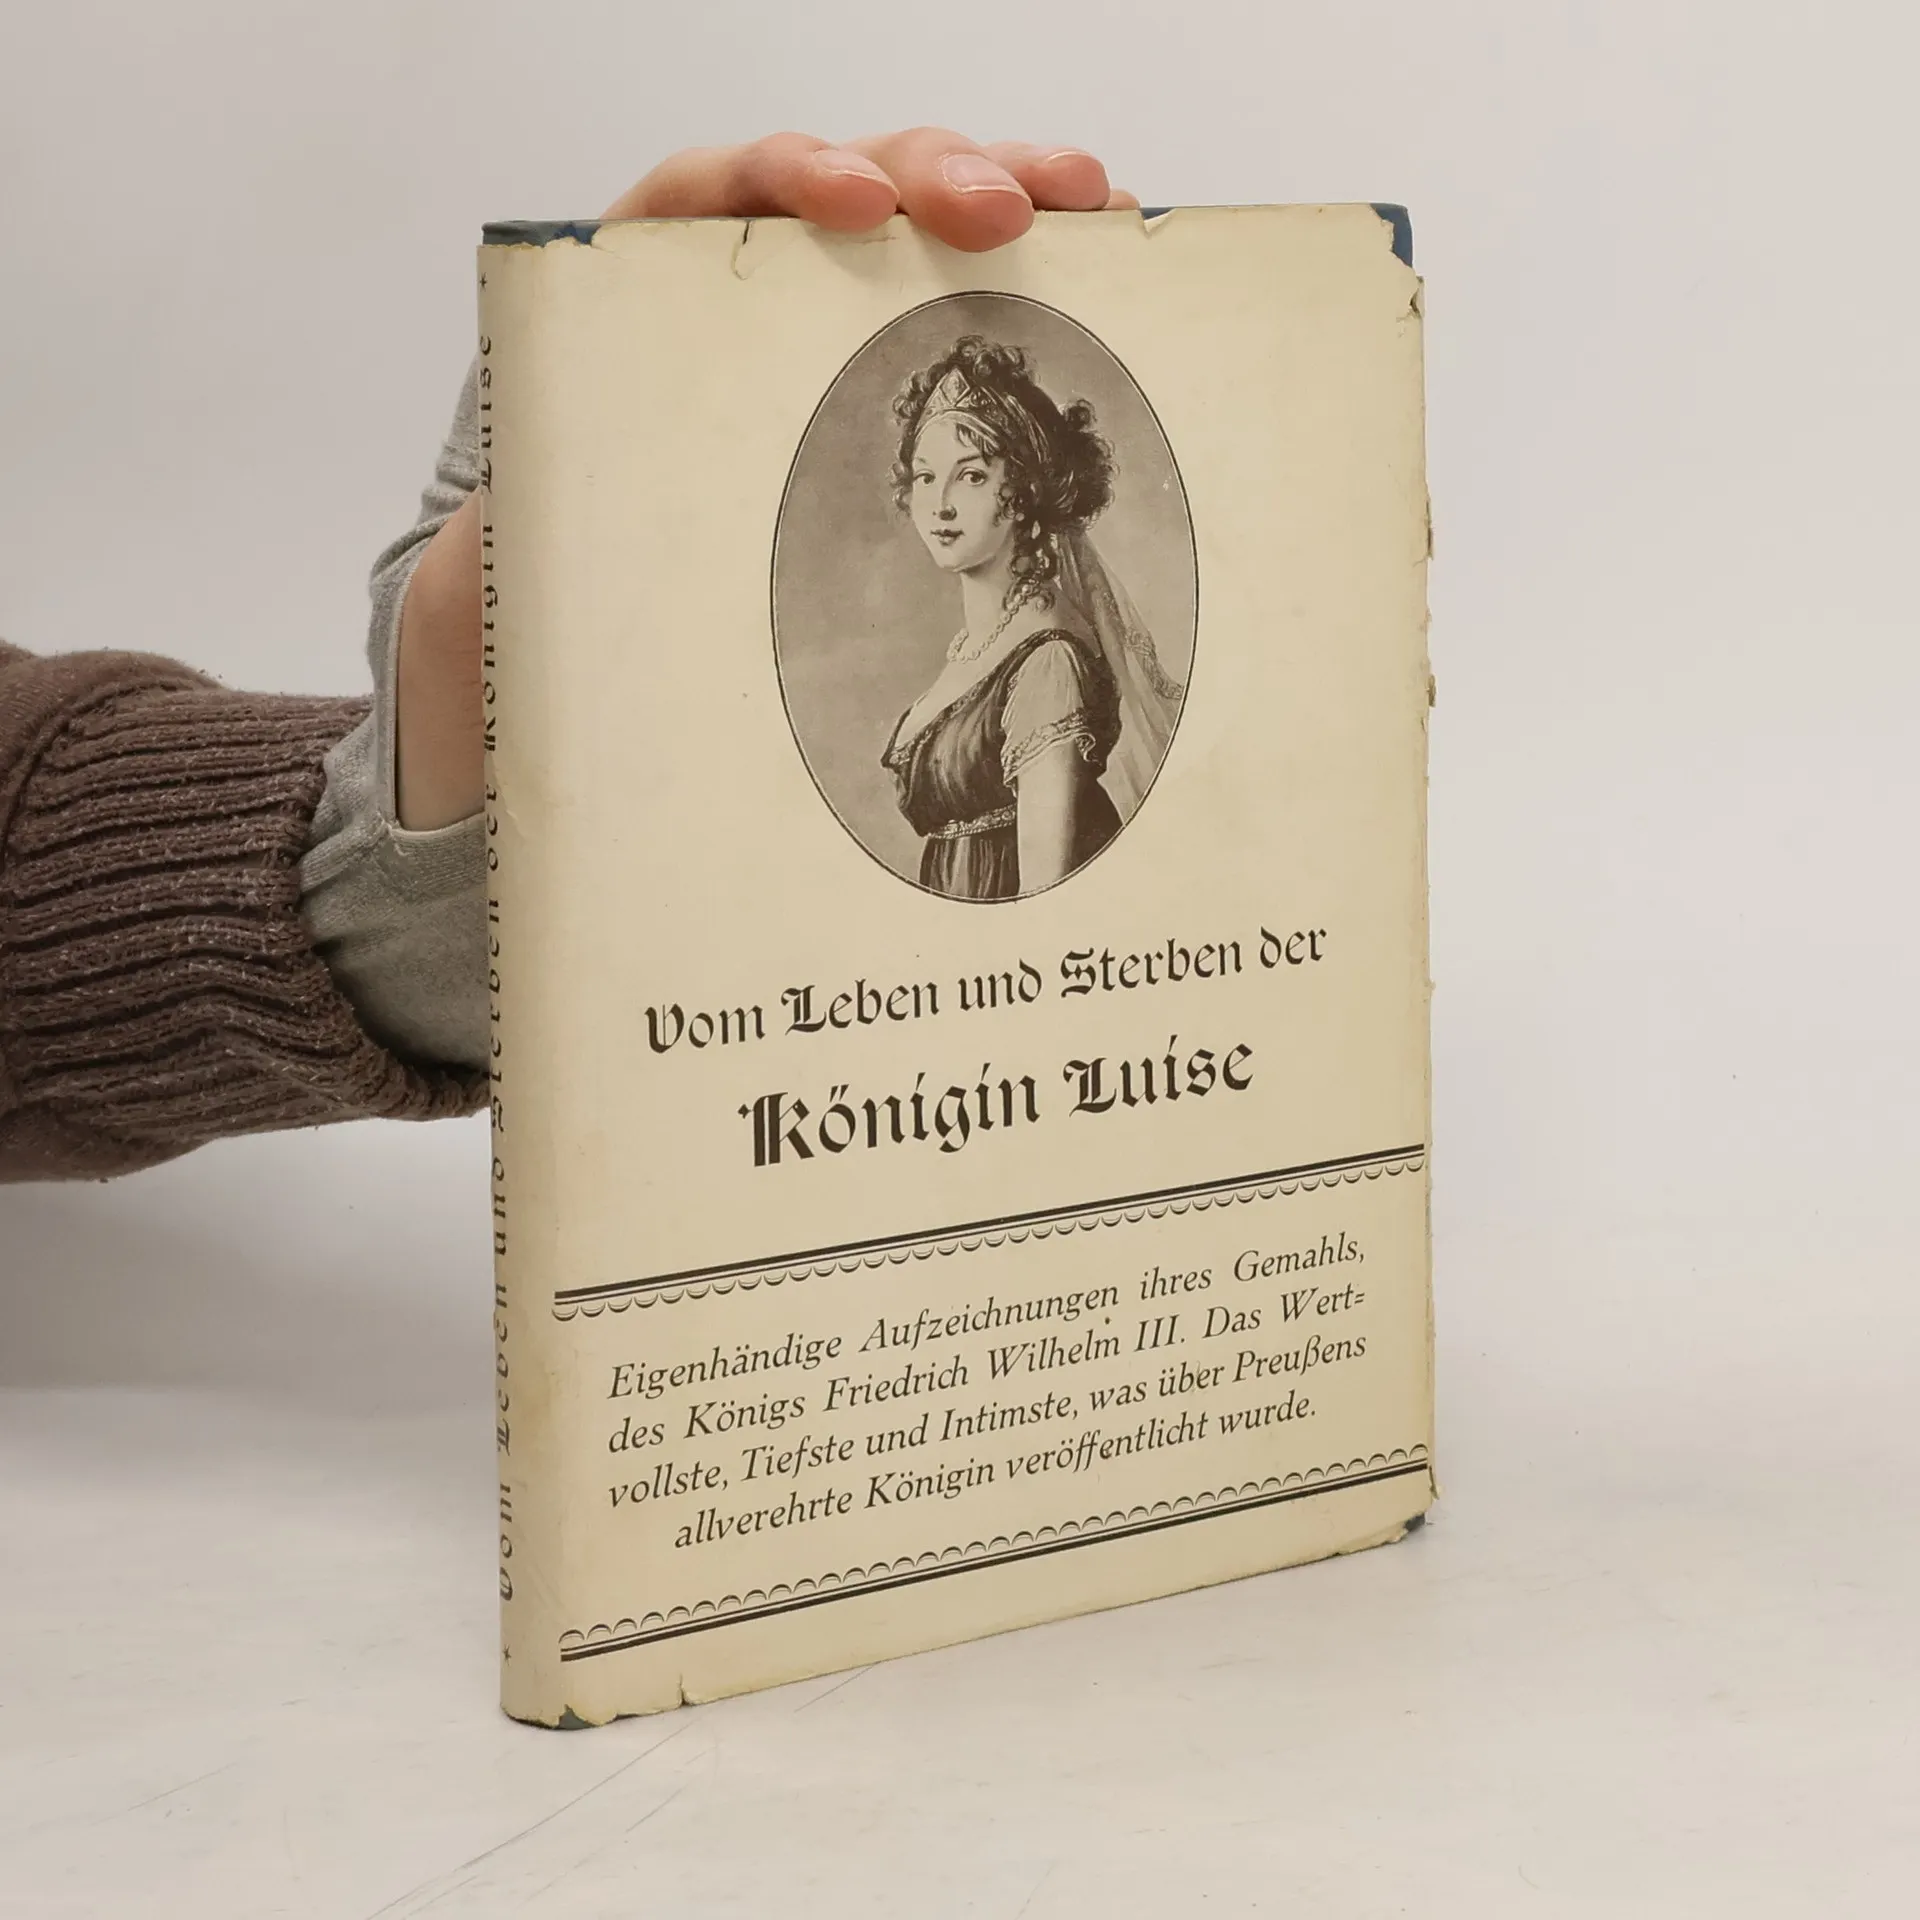 Vom Leben und Sterben der
Königin Luise
Eigenhändige Aufzeichnungen ihres Gemahls,
des Königs Friedrich Wilhelm III. Das Wert=
vollste, Tiefste und Intimste, was über Preußens
allverehrte Königin veröffentlicht wurde.
* Vom Leben und Sterben der Königin Luise *